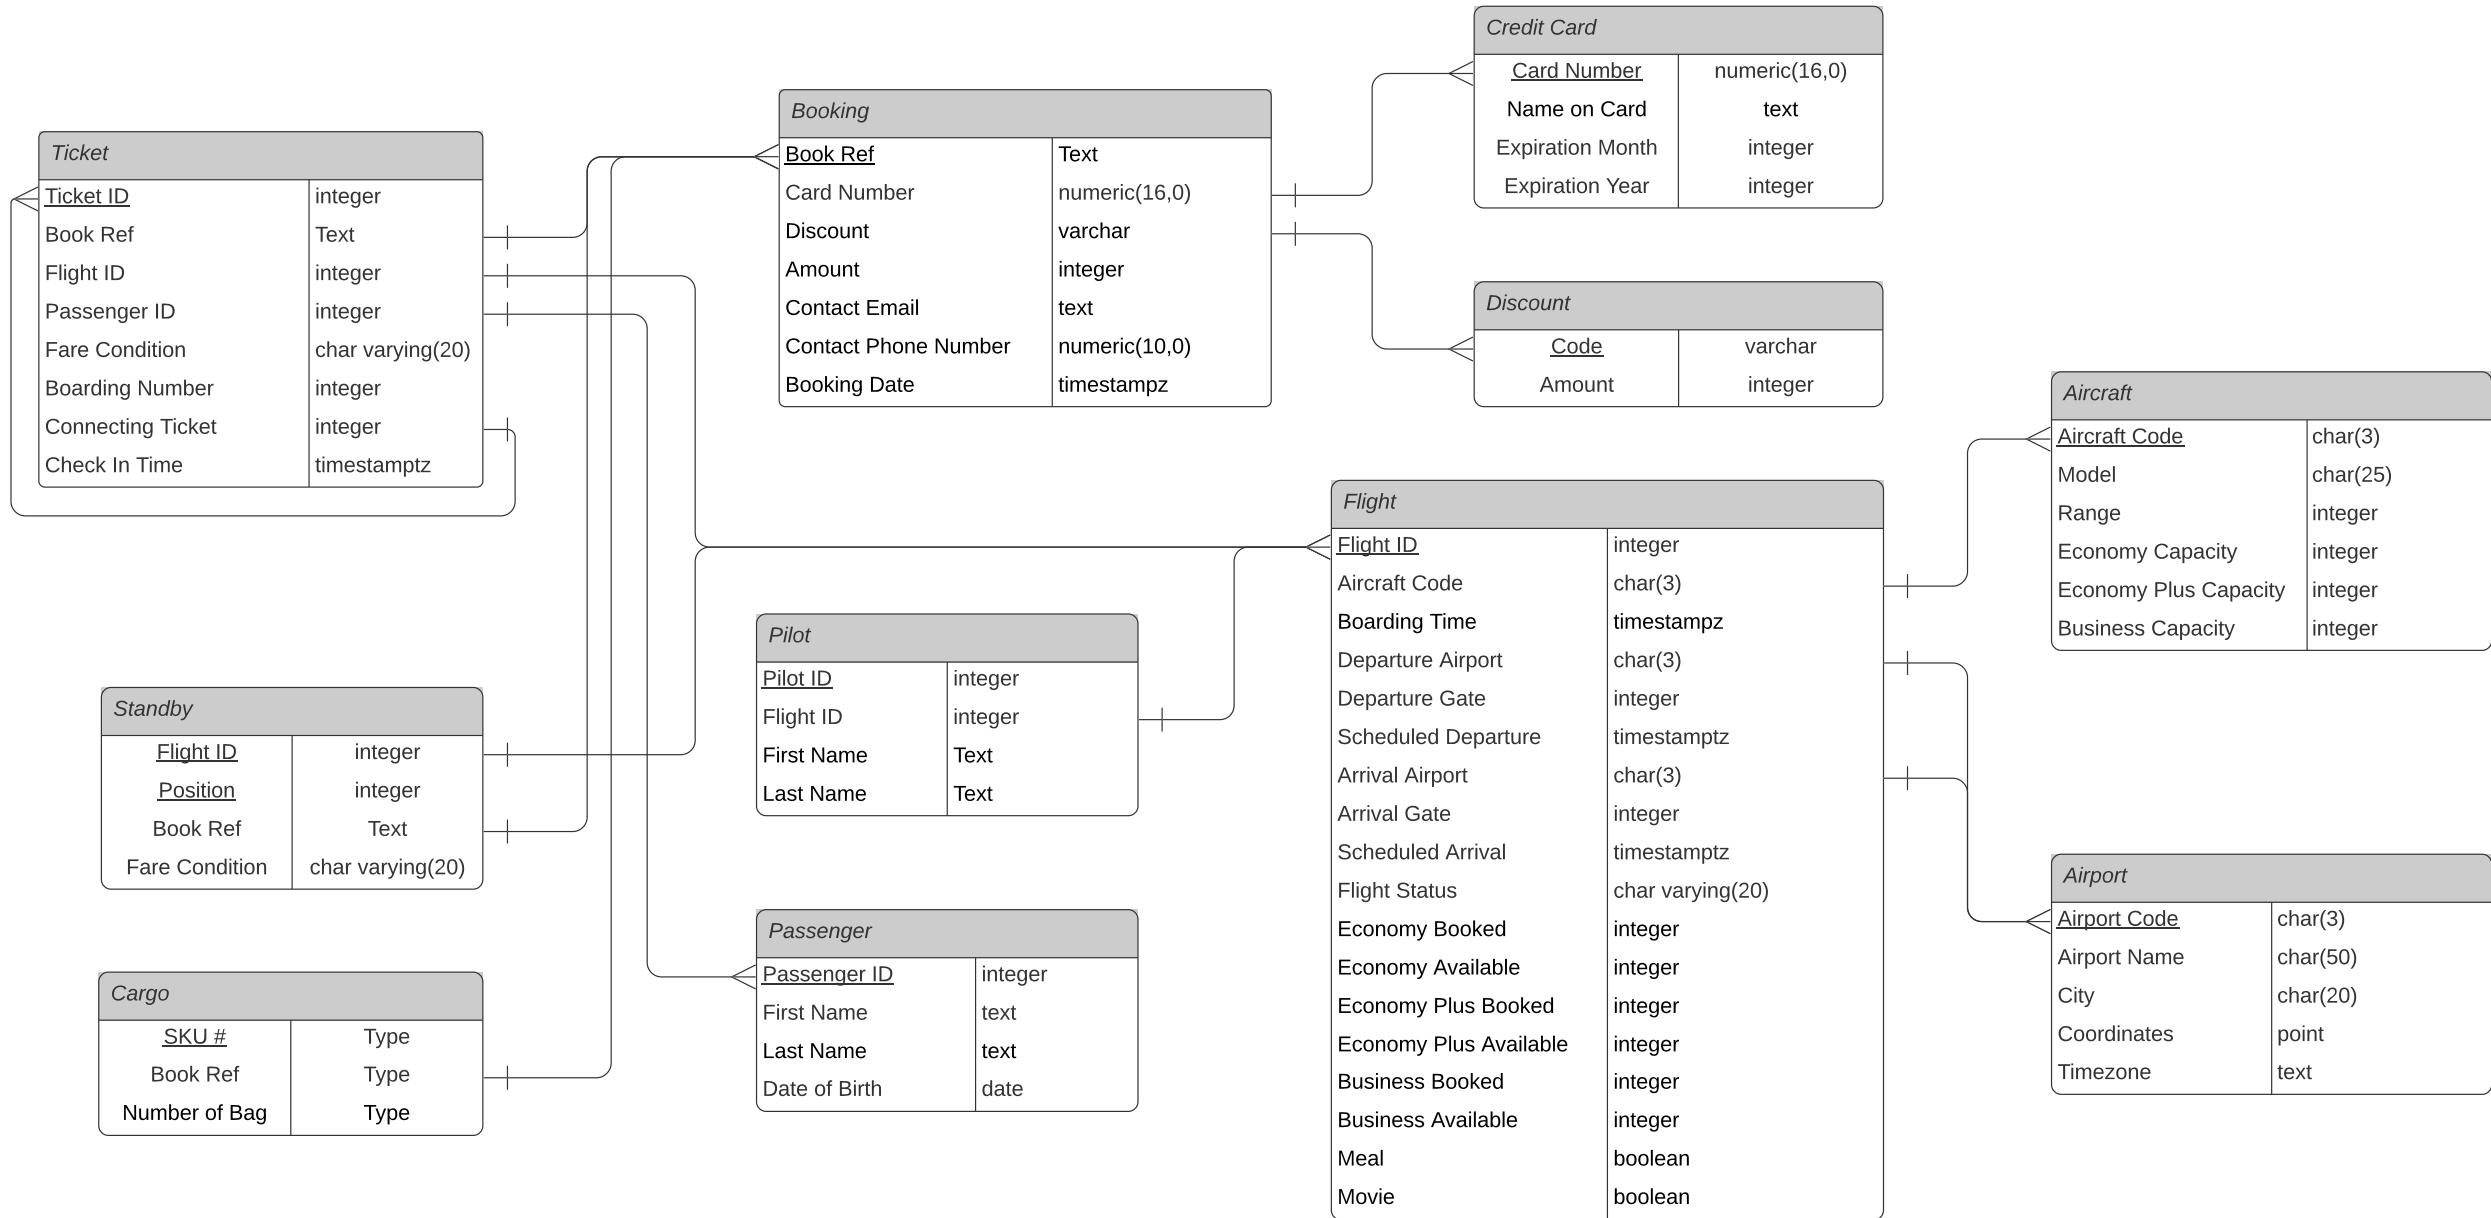 Credit Card
Card Number numeric(16,0)
Name on Card text
Expiration Month integer
Expiration Year integer
Booking
Book Ref Text
Card Number numeric(16,0)
Discount varchar
Amount integer
Contact Email text
Contact Phone Number numeric(10,0)
Booking Date timestampz
Ticket
Ticket ID integer
Book Ref Text
Flight ID integer
Passenger ID integer
Fare Condition char varying(20)
Boarding Number integer
Connecting Ticket integer
Check In Time timestamptz
Discount
Code varchar
Amount integer
Aircraft
Aircraft Code char(3)
Model char(25)
Range integer
Economy Capacity integer
Economy Plus Capacity integer
Business Capacity integer
Flight
Flight ID integer
Aircraft Code char(3)
Boarding Time timestampz
Departure Airport char(3)
Departure Gate integer
Scheduled Departure timestamptz
Arrival Airport char(3)
Arrival Gate integer
Scheduled Arrival timestamptz
Flight Status char varying(20)
Economy Booked integer
Economy Available integer
Economy Plus Booked integer
Economy Plus Available integer
Business Booked integer
Business Available integer
Meal boolean
Movie boolean
Pilot
Pilot ID integer
Flight ID integer
First Name Text
Last Name Text
Standby
Flight ID integer
Position integer
Book Ref Text
Fare Condition char varying(20)
Passenger
Passenger ID integer
First Name text
Last Name text
Date of Birth date
Cargo
SKU # Type
Book Ref Type
Number of Bag Type
Airport
Airport Code char(3)
Airport Name char(50)
City char(20)
Coordinates point
Timezone text